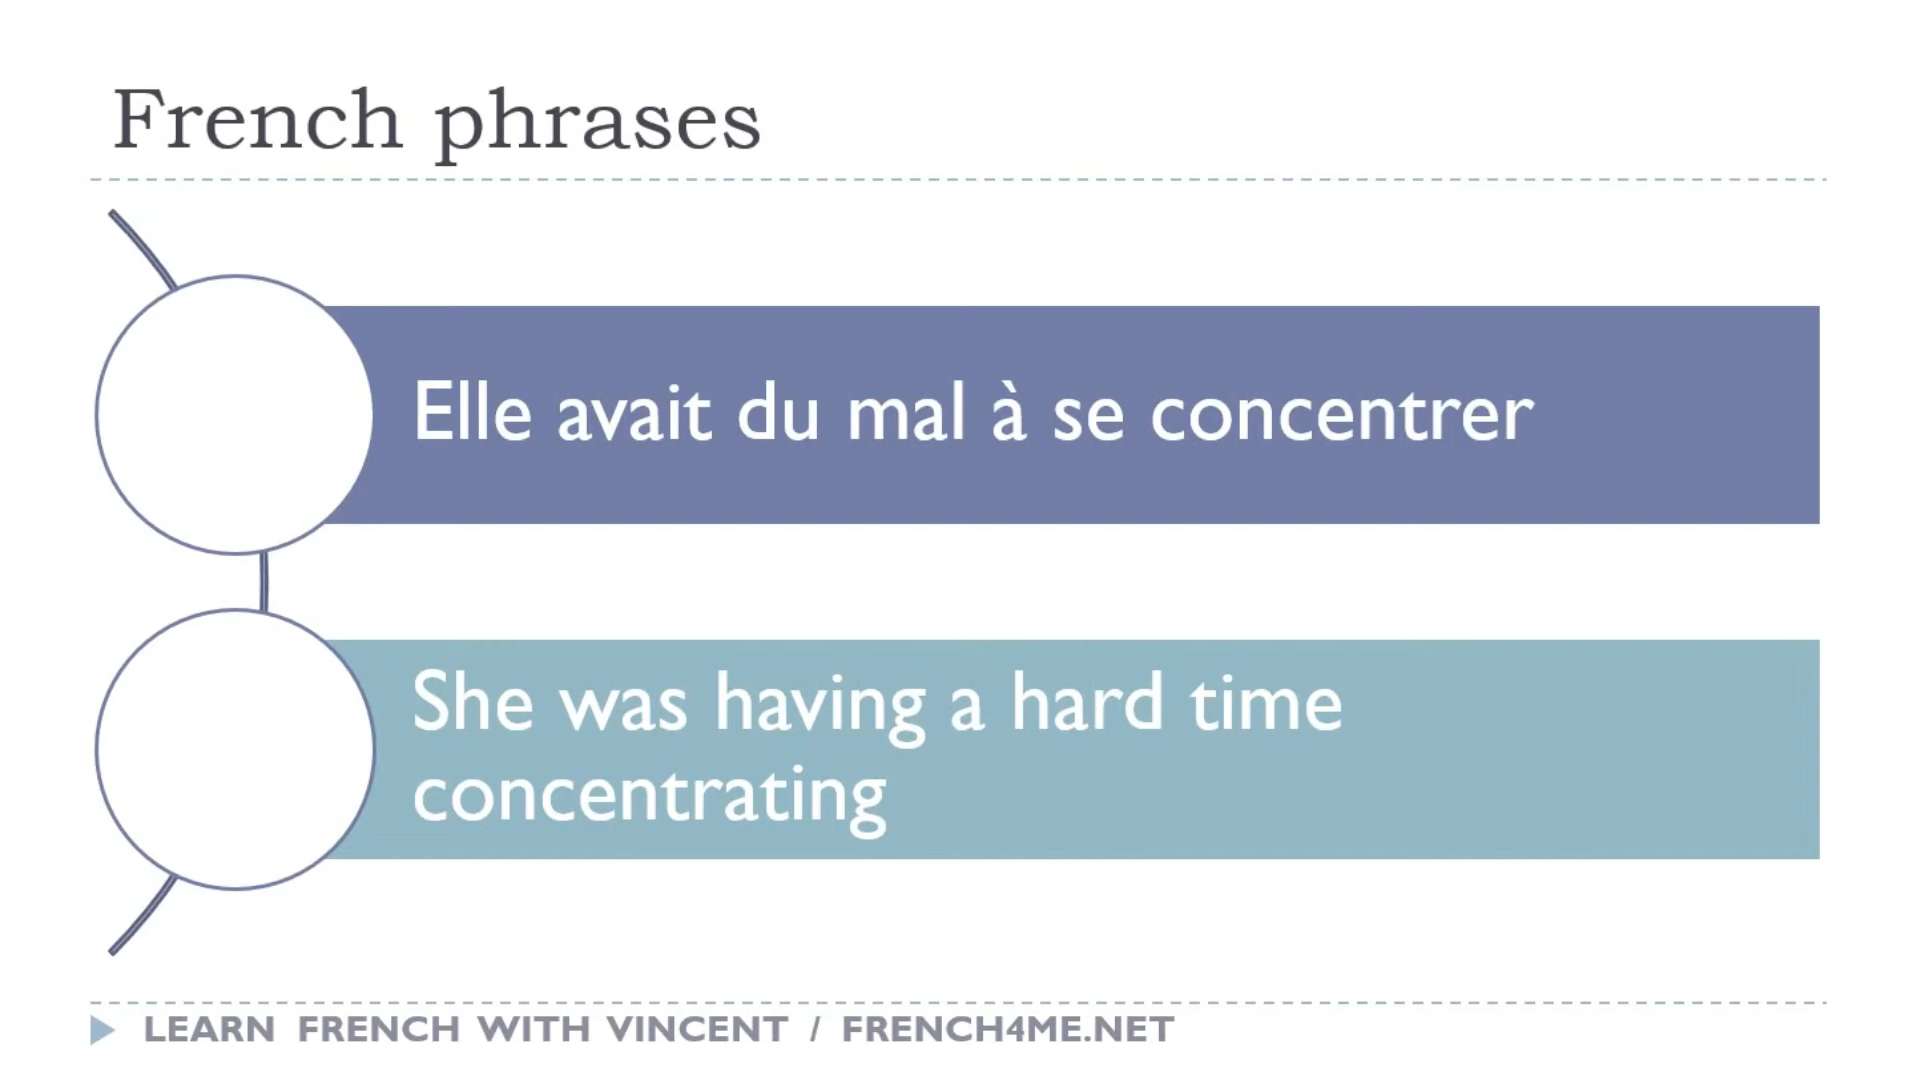 French phrases
Elle avait du mal à se concentrer
She was having a hard time
concentrating
LEARN FRENCH WITH VINCENT / FRENCH4ME.NET